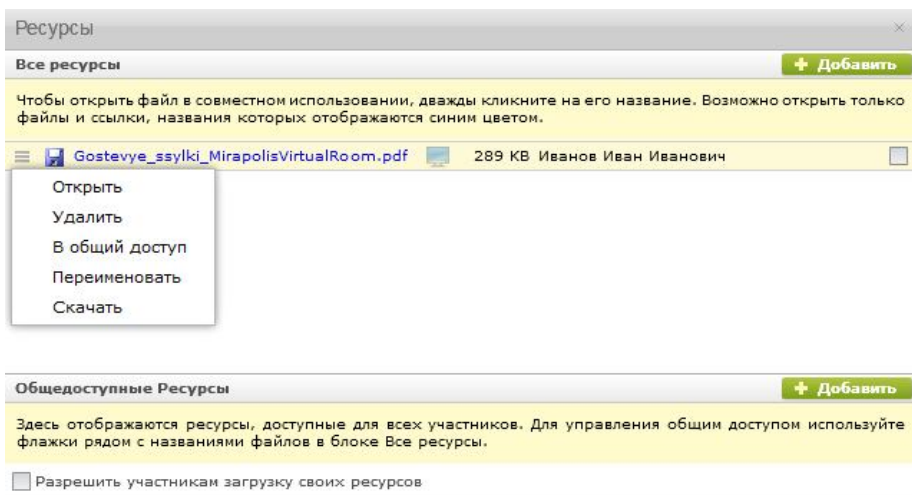 Ресурсы
Все ресурсы
Добавить
Чтобы открыть файл в совместном использовании, дважды кликните на его название. Возможно открыть только
файлы и ссылки, названия которых отображаются синим цветом.
Gostevye_ssylki_MirapolisVirtualRoom.pdf 289 KB Иванов Иван Иванович
Открыть
Удалить
В общий доступ
Переименовать
Скачать
Общедоступные Ресурсы
Добавить
Здесь отображаются ресурсы, доступные для всех участников. Для управления общим доступом используйте
флажки рядом с названиями файлов в блоке Все ресурсы.
Разрешить участникам загрузку своих ресурсов